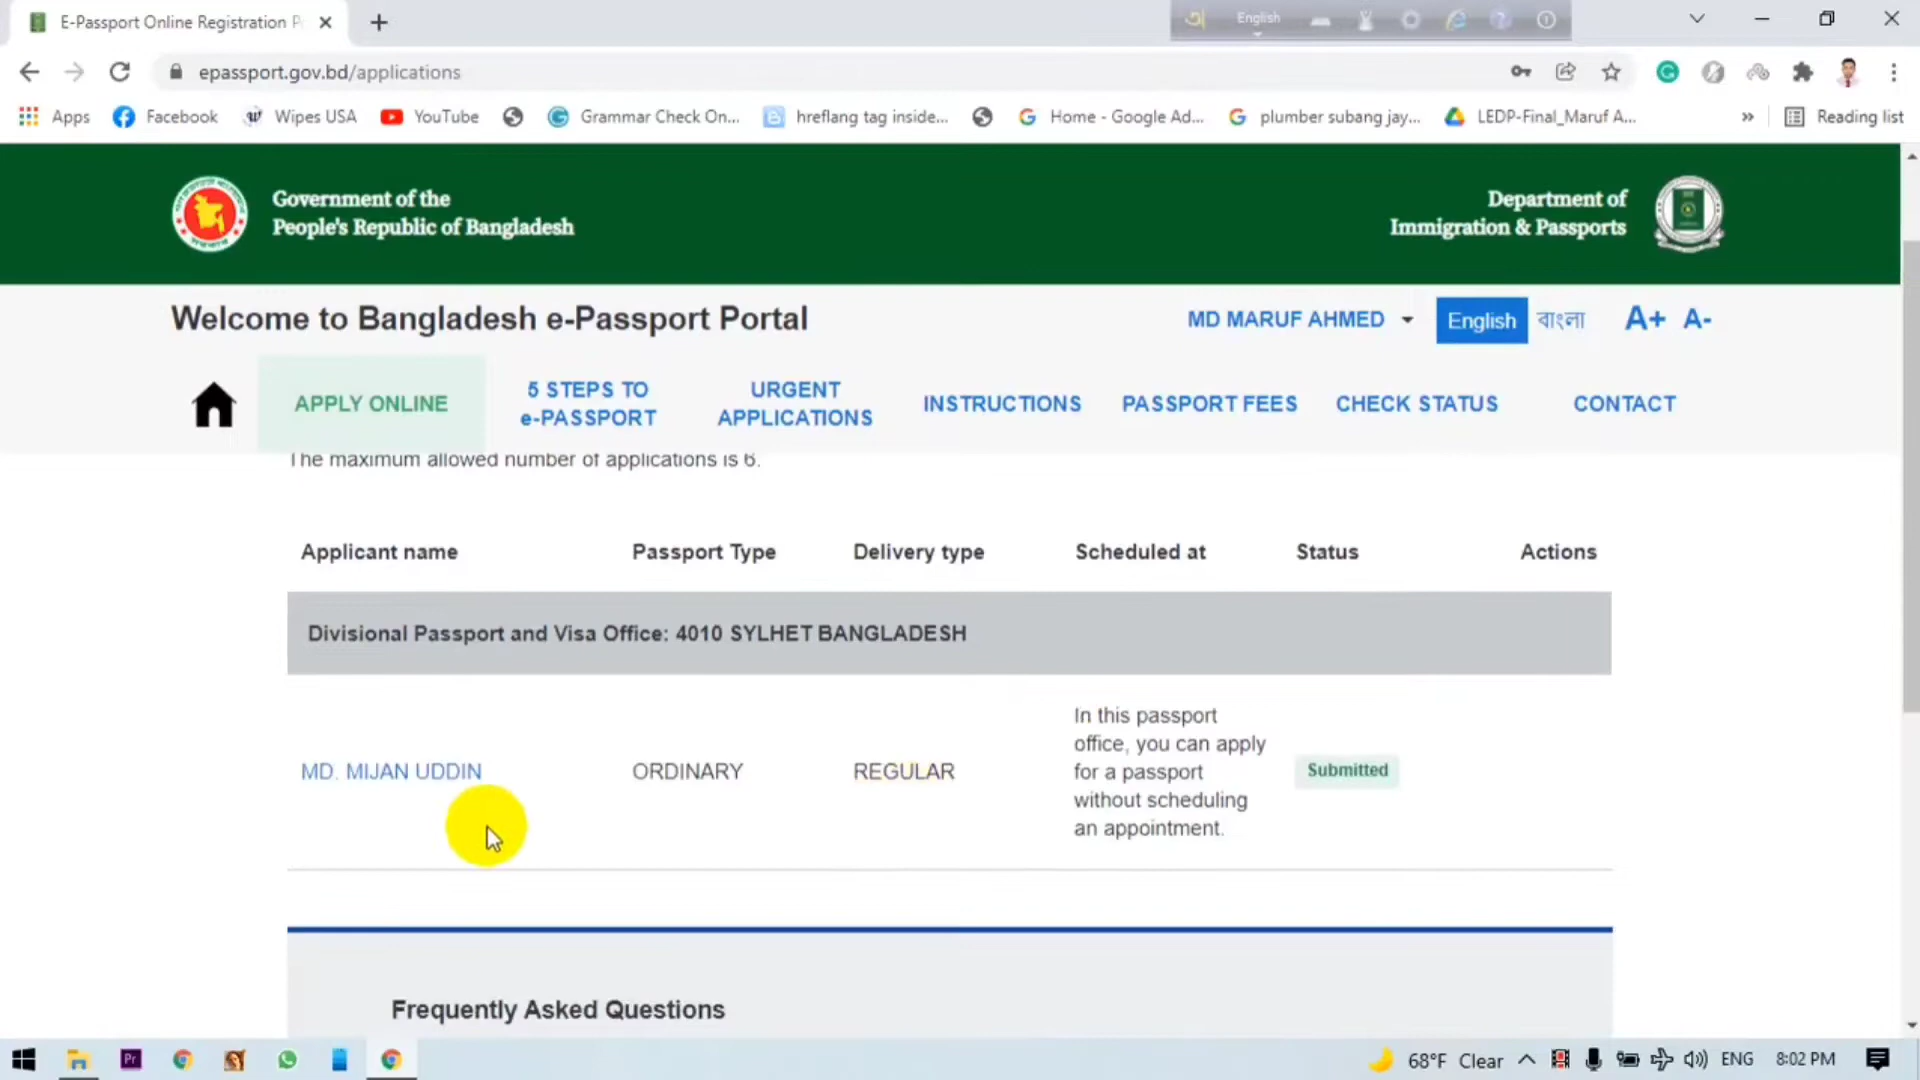 E-Passport Online Registration P
English
epassport.gov.bd/applications
Apps
Facebook
Wipes USA
YouTube
Grammar Check On...
hreflang tag inside...
Home - Google Ad...
plumber subang jay...
LEDP-Final_Maruf A...
»
Reading list
Government of the
People's Republic of Bangladesh
Department of
Immigration & Passports
Welcome to Bangladesh e-Passport Portal
MD MARUF AHMED
English
বাংলা
A+ A-
APPLY ONLINE
5 STEPS TO
e-PASSPORT
URGENT
APPLICATIONS
INSTRUCTIONS
PASSPORT FEES
CHECK STATUS
CONTACT
The maximum allowed number of applications is 6.
Applicant name
Passport Type
Delivery type
Scheduled at
Status
Actions
Divisional Passport and Visa Office: 4010 SYLHET BANGLADESH
MD. MIJAN UDDIN
ORDINARY
REGULAR
In this passport
office, you can apply
for a passport
without scheduling
an appointment.
Submitted
Frequently Asked Questions
Pr
68°F Clear
ENG
8:02 PM